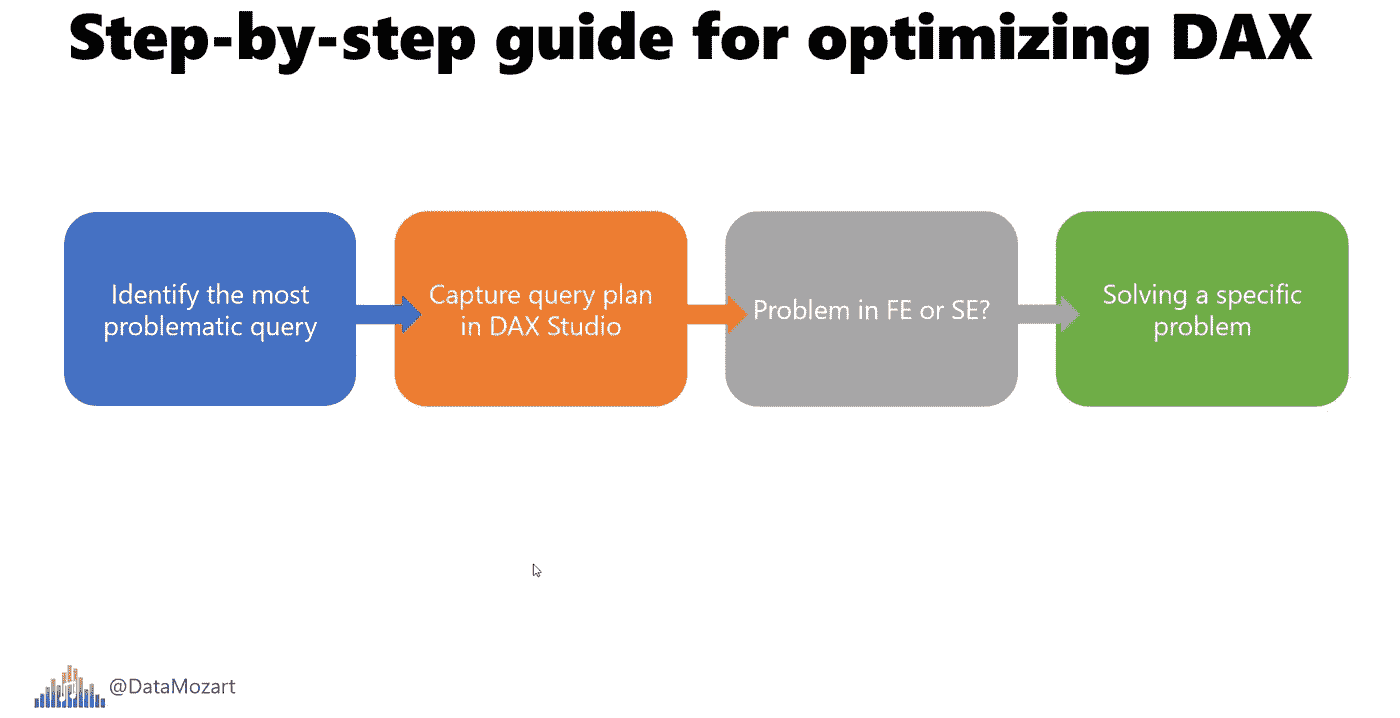 Step-by-step guide for optimizing DAX
Identify the most
problematic query
Capture query plan
in DAX Studio
Problem in FE or SE?
Solving a specific
problem
@DataMozart